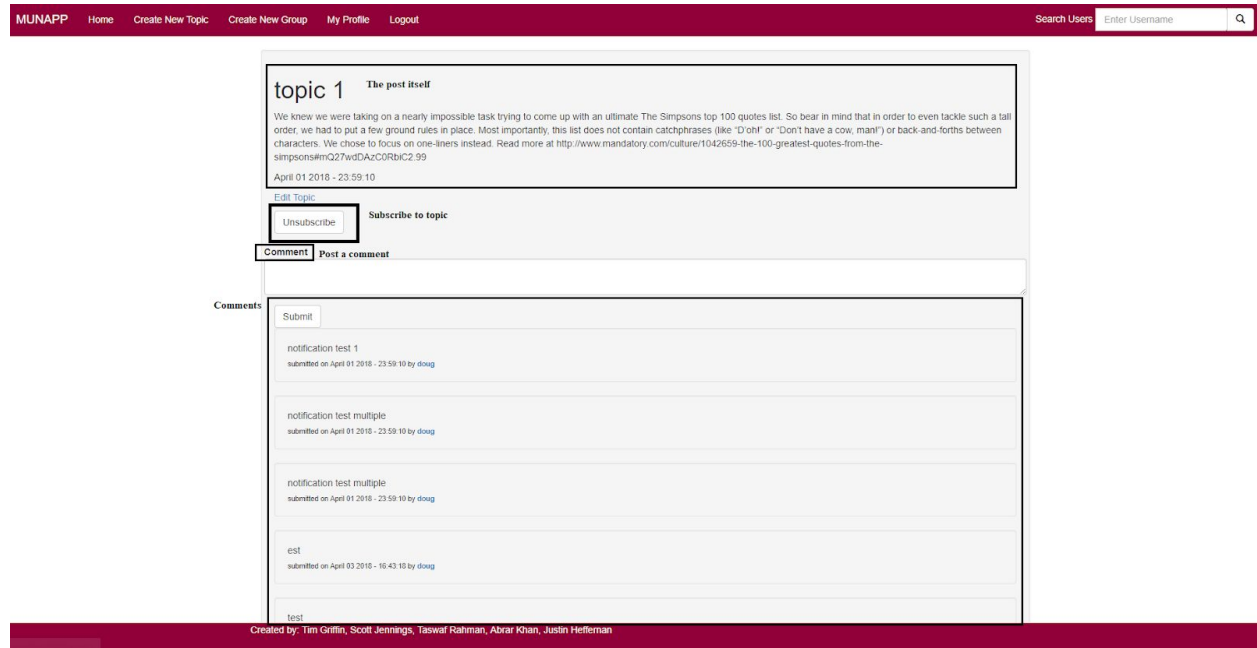 MUNAPP Home Create New Topic Create New Group My Profile Logout Search Users Enter Username
topic 1 The post itself
We knew we were taking on a nearly impossible task trying to come up with an ultimate The Simpsons top 100 quotes list. So bear in mind that in order to even tackle such a tall
order, we had to put a few ground rules in place. Most importantly, this list does not contain catchphrases (like “D’oh!” or “Don’t have a cow, man!”) or back-and-forths between
characters. We chose to focus on one-liners instead. Read more at http://www.mandatory.com/culture/1042659-the-100-greatest-quotes-from-the-
simpsons#mQ27wdDAzC0RbiC2.99
April 01 2018 - 23:59:10
Edit Topic
Unsubscribe Subscribe to topic
Comment Post a comment
Comments
Submit
notification test 1
submitted on April 01 2018 - 23:59:10 by doug
notification test multiple
submitted on April 01 2018 - 23:59:10 by doug
notification test multiple
submitted on April 01 2018 - 23:59:10 by doug
est
submitted on April 03 2018 - 16:43:18 by doug
test
Created by: Tim Griffin, Scott Jennings, Taswaf Rahman, Abrar Khan, Justin Heffernan